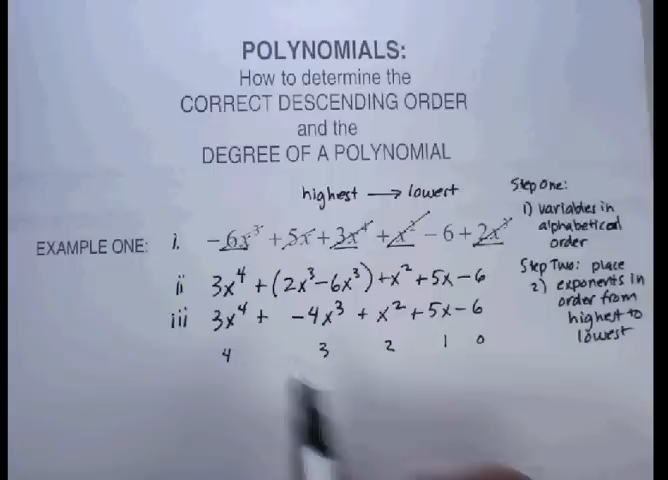 POLYNOMIALS:
How to determine the
CORRECT DESCENDING ORDER
and the
DEGREE OF A POLYNOMIAL
highest → lowest
EXAMPLE ONE: i. -6x³ + 5x + 3x⁴ + x² - 6 + 2x³
ii 3x⁴ + (2x³ - 6x³) + x² + 5x - 6
iii 3x⁴ + -4x³ + x² + 5x - 6
4 3 2 1 0
Step One:
1) variables in
alphabetical
order
Step Two: place
2) exponents in
order from
highest to
lowest